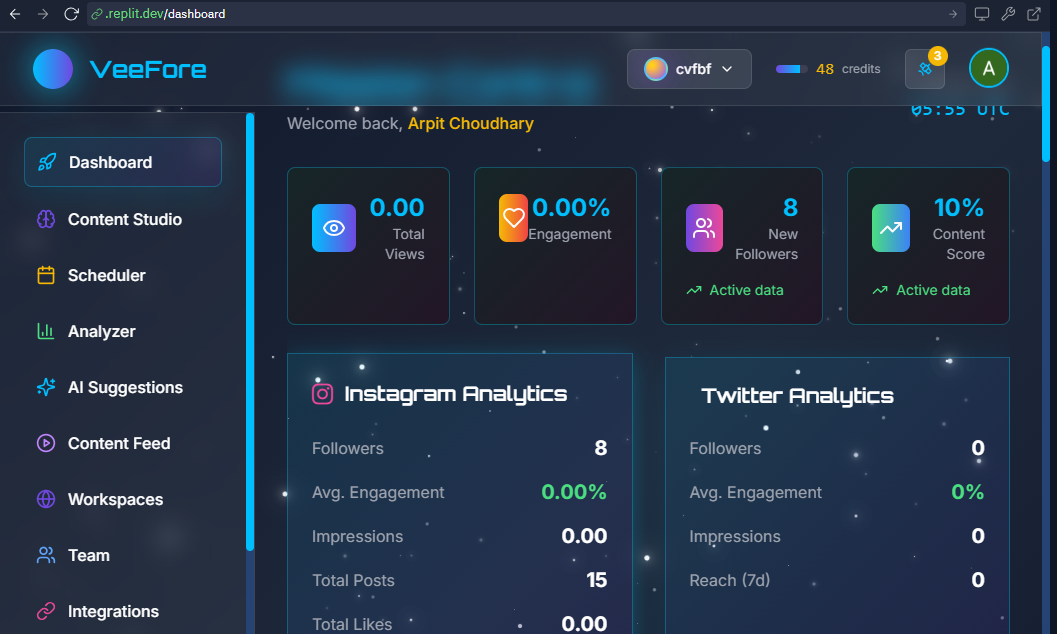 .replit.dev/dashboard
VeeFore
cvfbf
48 credits
3
A
05:55 UTC
Welcome back, Arpit Choudhary
Dashboard
Content Studio
Scheduler
Analyzer
AI Suggestions
Content Feed
Workspaces
Team
Integrations
0.00
Total
Views
0.00%
Engagement
8
New
Followers
Active data
10%
Content
Score
Active data
Instagram Analytics
Followers 8
Avg. Engagement 0.00%
Impressions 0.00
Total Posts 15
Total Likes 0.00
Twitter Analytics
Followers 0
Avg. Engagement 0%
Impressions 0
Reach (7d) 0